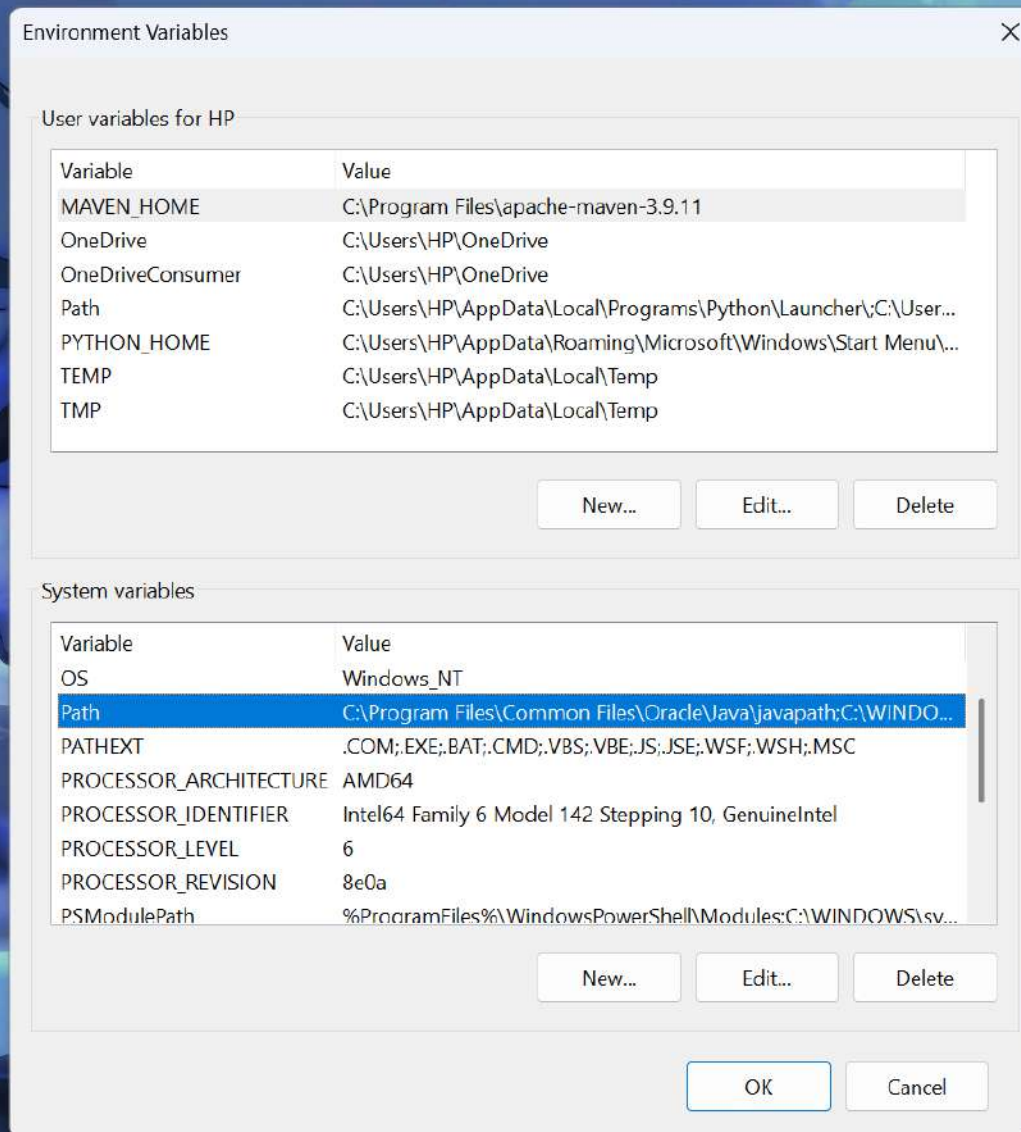 Environment Variables
User variables for HP
Variable Value
MAVEN_HOME C:\Program Files\apache-maven-3.9.11
OneDrive C:\Users\HP\OneDrive
OneDriveConsumer C:\Users\HP\OneDrive
Path C:\Users\HP\AppData\Local\Programs\Python\Launcher\;C:\User...
PYTHON_HOME C:\Users\HP\AppData\Roaming\Microsoft\Windows\Start Menu\...
TEMP C:\Users\HP\AppData\Local\Temp
TMP C:\Users\HP\AppData\Local\Temp
New... Edit... Delete
System variables
Variable Value
OS Windows_NT
Path C:\Program Files\Common Files\Oracle\Java\javapath;C:\WINDO...
PATHEXT .COM;.EXE;.BAT;.CMD;.VBS;.VBE;.JS;.JSE;.WSF;.WSH;.MSC
PROCESSOR_ARCHITECTURE AMD64
PROCESSOR_IDENTIFIER Intel64 Family 6 Model 142 Stepping 10, GenuineIntel
PROCESSOR_LEVEL 6
PROCESSOR_REVISION 8e0a
PSModulePath %ProgramFiles%\WindowsPowerShell\Modules;C:\WINDOWS\sy...
New... Edit... Delete
OK Cancel